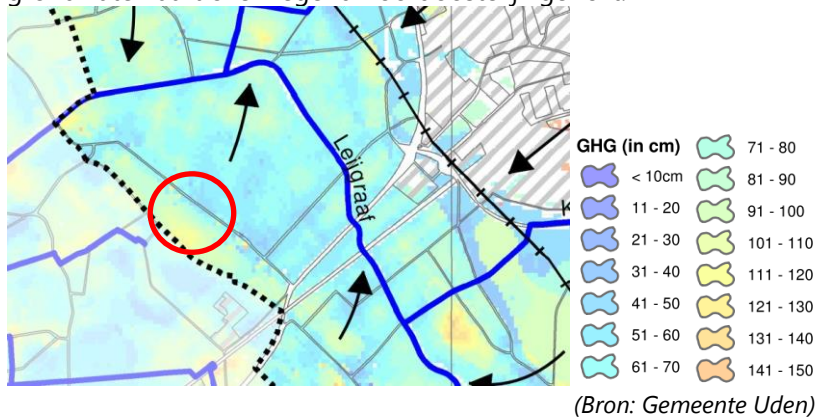 Leijgraaf
K
GHG (in cm)
< 10cm
11 - 20
21 - 30
31 - 40
41 - 50
51 - 60
61 - 70
71 - 80
81 - 90
91 - 100
101 - 110
111 - 120
121 - 130
131 - 140
141 - 150
(Bron: Gemeente Uden)